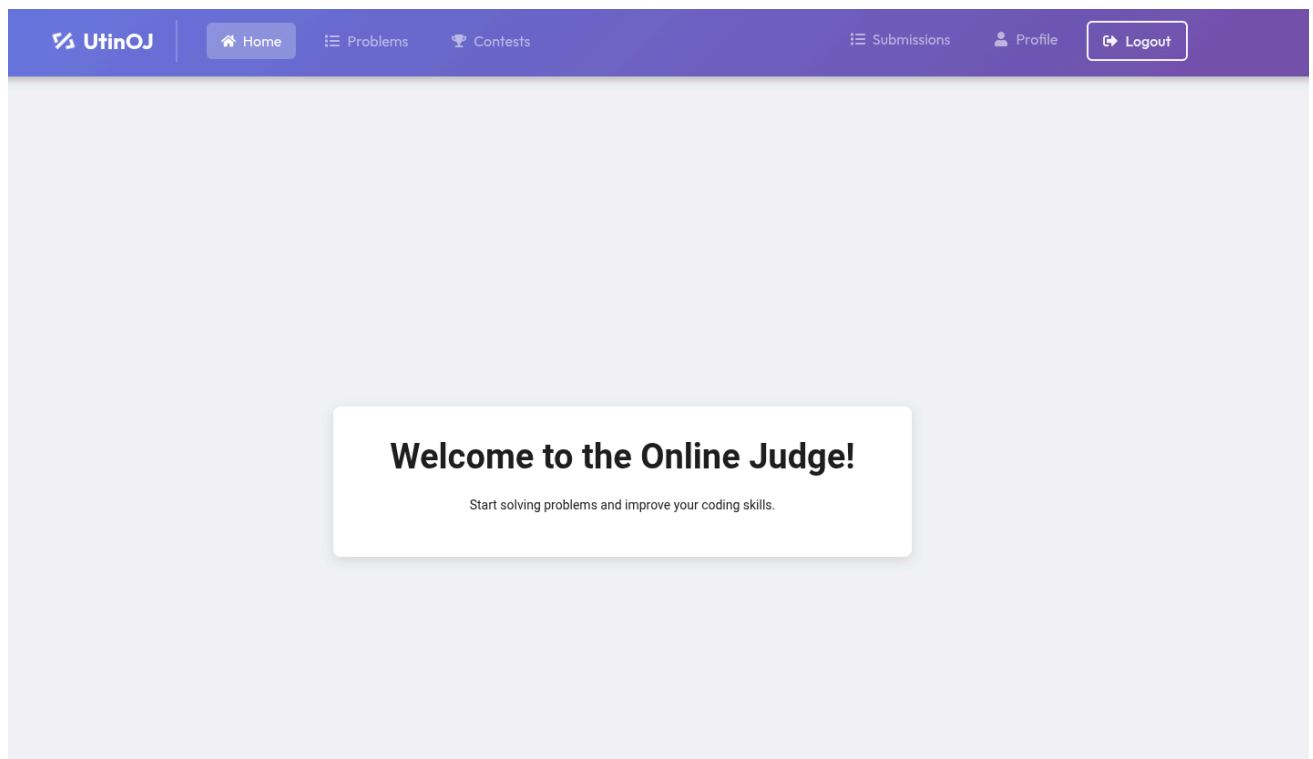 UtinOJ
Home
Problems
Contests
Submissions
Profile
Logout
Welcome to the Online Judge!
Start solving problems and improve your coding skills.